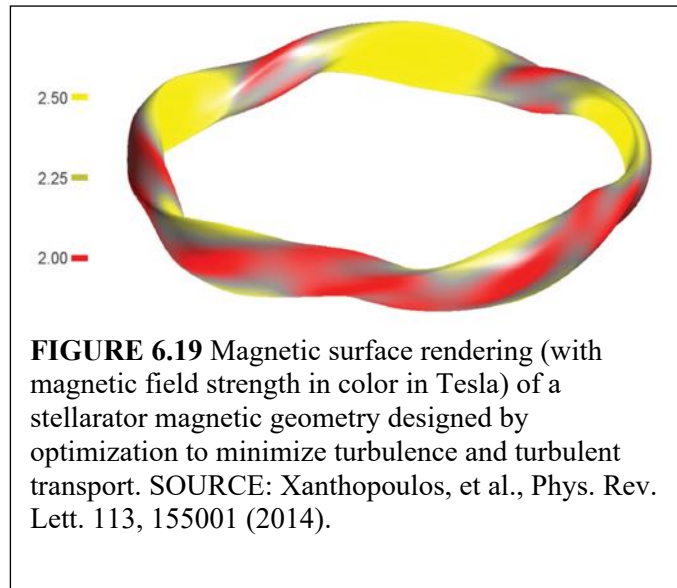 2.50
2.25
2.00
FIGURE 6.19 Magnetic surface rendering (with
magnetic field strength in color in Tesla) of a
stellarator magnetic geometry designed by
optimization to minimize turbulence and turbulent
transport. SOURCE: Xanthopoulos, et al., Phys. Rev.
Lett. 113, 155001 (2014).